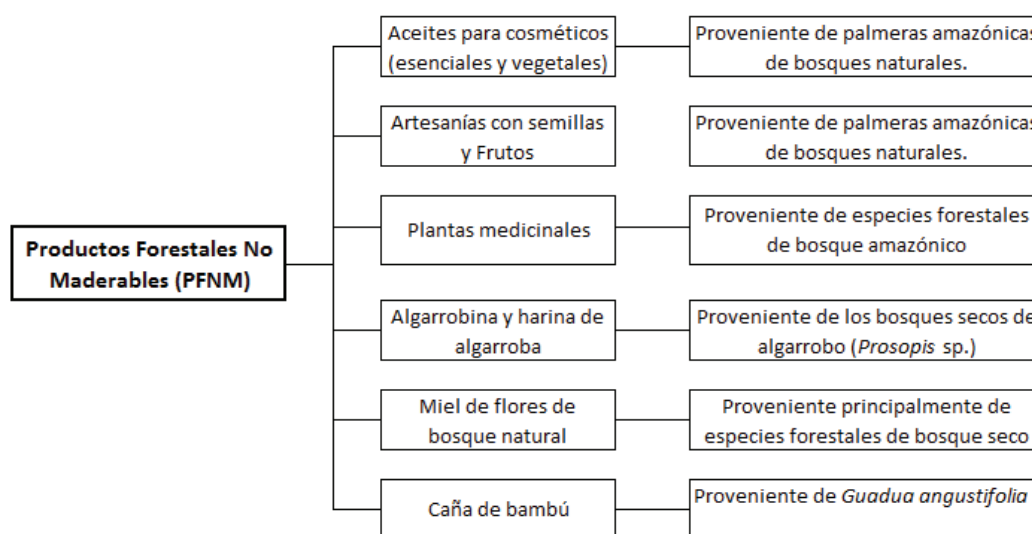 Aceites para cosméticos
(esenciales y vegetales)
Proveniente de palmeras amazónicas
de bosques naturales.
Artesanías con semillas
y Frutos
Proveniente de palmeras amazónicas
de bosques naturales.
Plantas medicinales
Proveniente de especies forestales
de bosque amazónico
Productos Forestales No
Maderables (PFNM)
Algarrobina y harina de
algarroba
Proveniente de los bosques secos de
algarrobo (Prosopis sp.)
Miel de flores de
bosque natural
Proveniente principalmente de
especies forestales de bosque seco
Caña de bambú
Proveniente de Guadua angustifolia